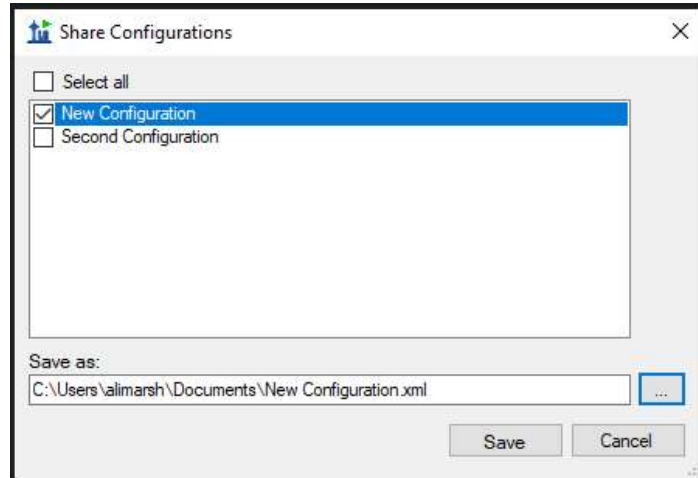 Share Configurations
Select all
New Configuration
Second Configuration
Save as:
C:\Users\alimarsh\Documents\New Configuration.xml
...
Save Cancel